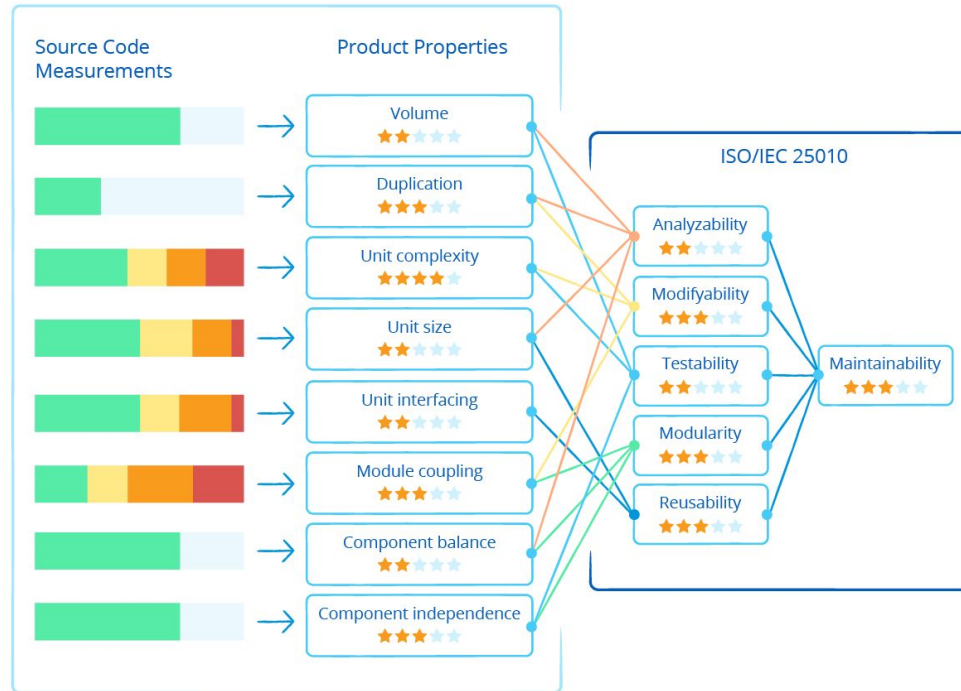 Source Code
Measurements
Product Properties
Volume
Duplication
Unit complexity
Unit size
Unit interfacing
Module coupling
Component balance
Component independence
ISO/IEC 25010
Analyzability
Modifyability
Testability
Modularity
Reusability
Maintainability